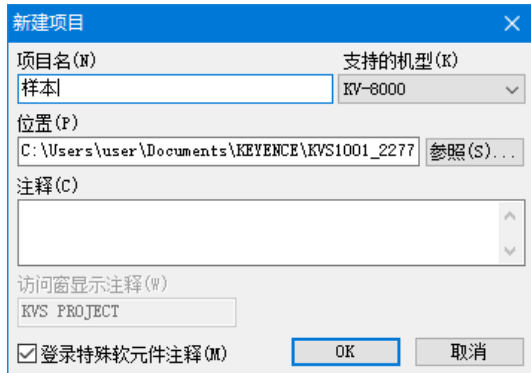 新建项目
项目名(N) 支持的机型(K)
样本 KV-8000
位置(P)
C:\Users\user\Documents\KEYENCE\KVS1001_2277 参照(S)...
注释(C)
访问窗显示注释(W)
KVS PROJECT
登录特殊软元件注释(M) OK 取消